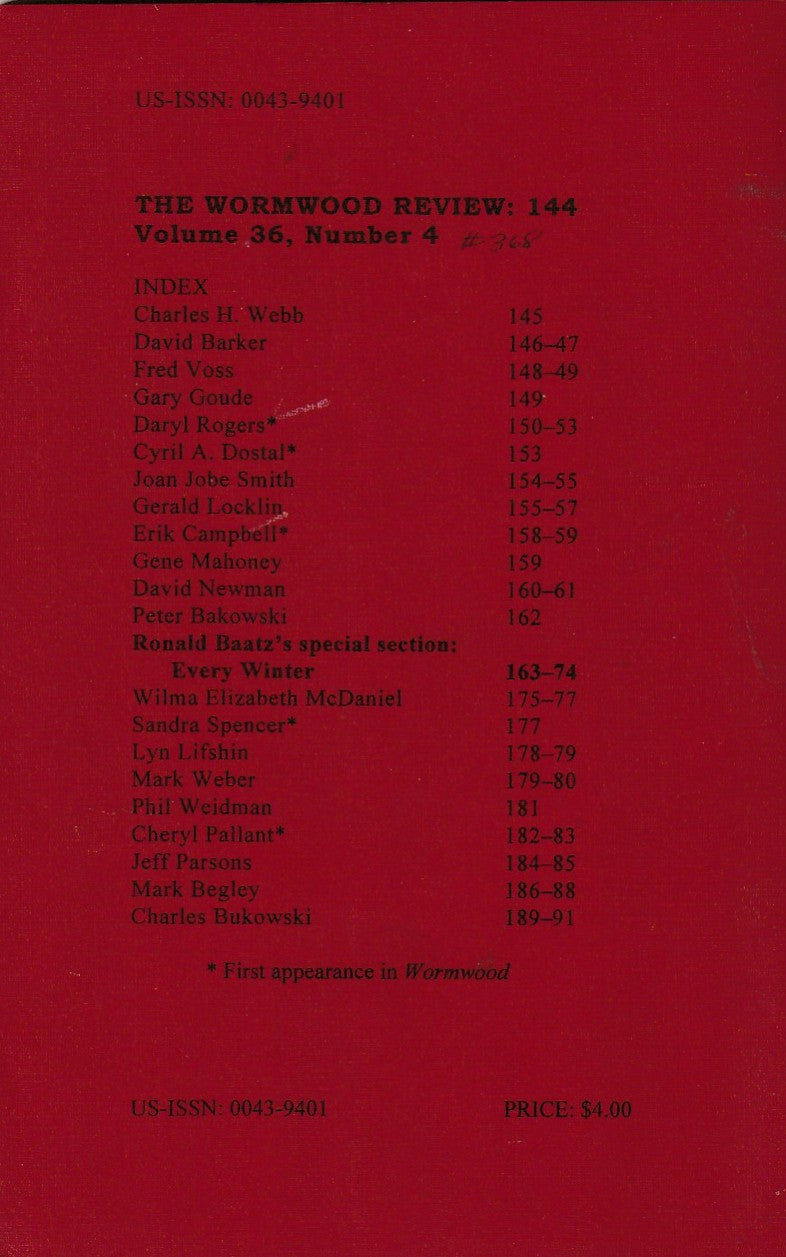 US-ISSN: 0043-9401
THE WORMWOOD REVIEW: 144
Volume 36, Number 4 # 368
INDEX
Charles H. Webb 145
David Barker 146–47
Fred Voss 148–49
Gary Goude 149
Daryl Rogers* 150–53
Cyril A. Dostal* 153
Joan Jobe Smith 154–55
Gerald Locklin 155–57
Erik Campbell* 158–59
Gene Mahoney 159
David Newman 160–61
Peter Bakowski 162
Ronald Baatz's special section:
Every Winter 163–74
Wilma Elizabeth McDaniel 175–77
Sandra Spencer* 177
Lyn Lifshin 178–79
Mark Weber 179–80
Phil Weidman 181
Cheryl Pallant* 182–83
Jeff Parsons 184–85
Mark Begley 186–88
Charles Bukowski 189–91
* First appearance in Wormwood
US-ISSN: 0043-9401 PRICE: $4.00